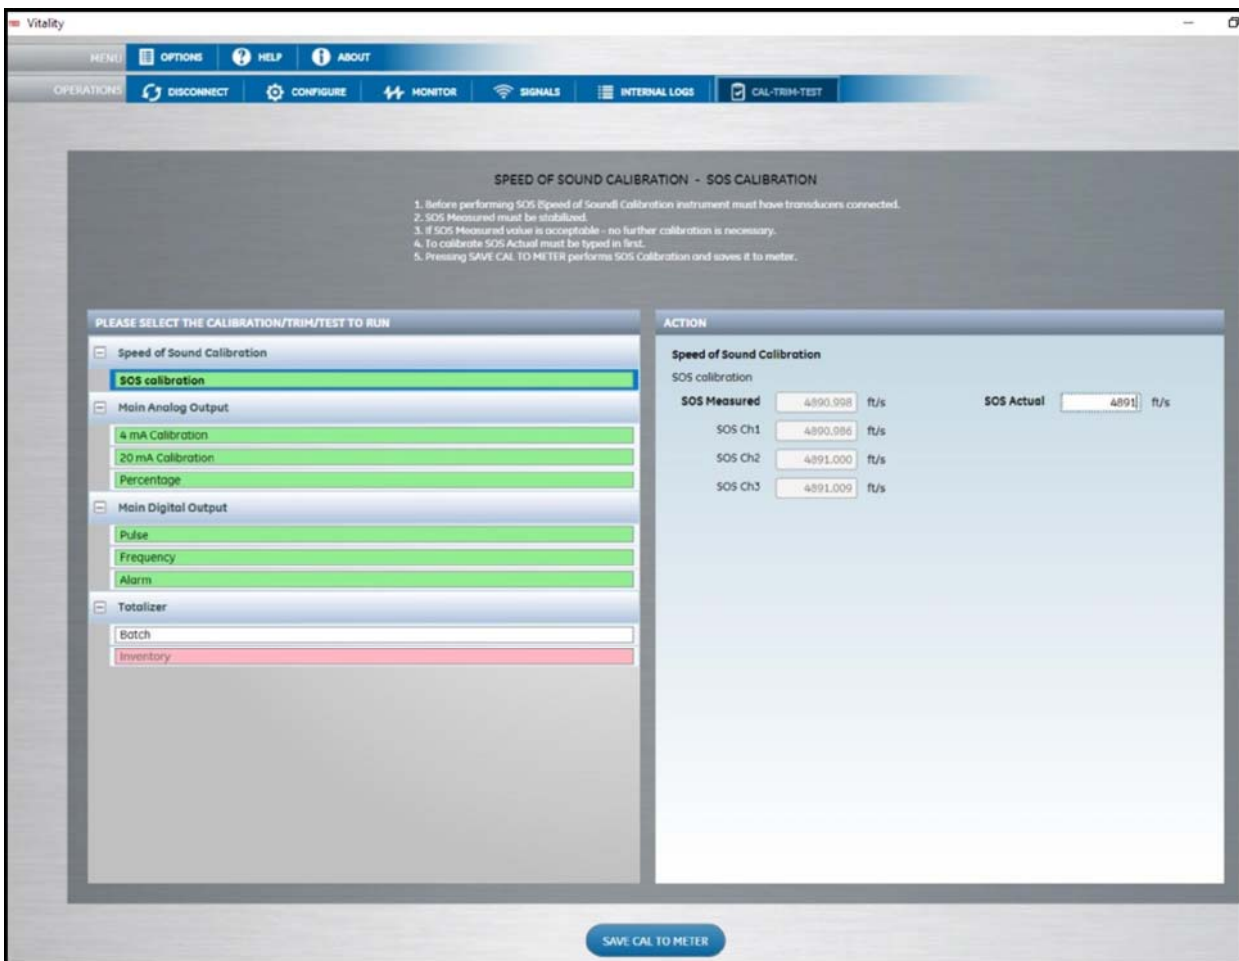 Vitality
MENU OPTIONS HELP ABOUT
OPERATIONS DISCONNECT CONFIGURE MONITOR SIGNALS INTERNAL LOGS CAL-TRIM-TEST
SPEED OF SOUND CALIBRATION - SOS CALIBRATION
1. Before performing SOS (Speed of Sound) Calibration instrument must have transducers connected.
2. SOS Measured must be stabilized.
3. If SOS Measured value is acceptable - no further calibration is necessary.
4. To calibrate SOS Actual must be typed in first.
5. Pressing SAVE CAL TO METER performs SOS Calibration and saves it to meter.
PLEASE SELECT THE CALIBRATION/TRIM/TEST TO RUN
Speed of Sound Calibration
SOS calibration
Main Analog Output
4 mA Calibration
20 mA Calibration
Percentage
Main Digital Output
Pulse
Frequency
Alarm
Totalizer
Batch
Inventory
ACTION
Speed of Sound Calibration
SOS calibration
SOS Measured 4890.998 ft/s SOS Actual 4891 ft/s
SOS Ch1 4890.986 ft/s
SOS Ch2 4891.000 ft/s
SOS Ch3 4891.009 ft/s
SAVE CAL TO METER